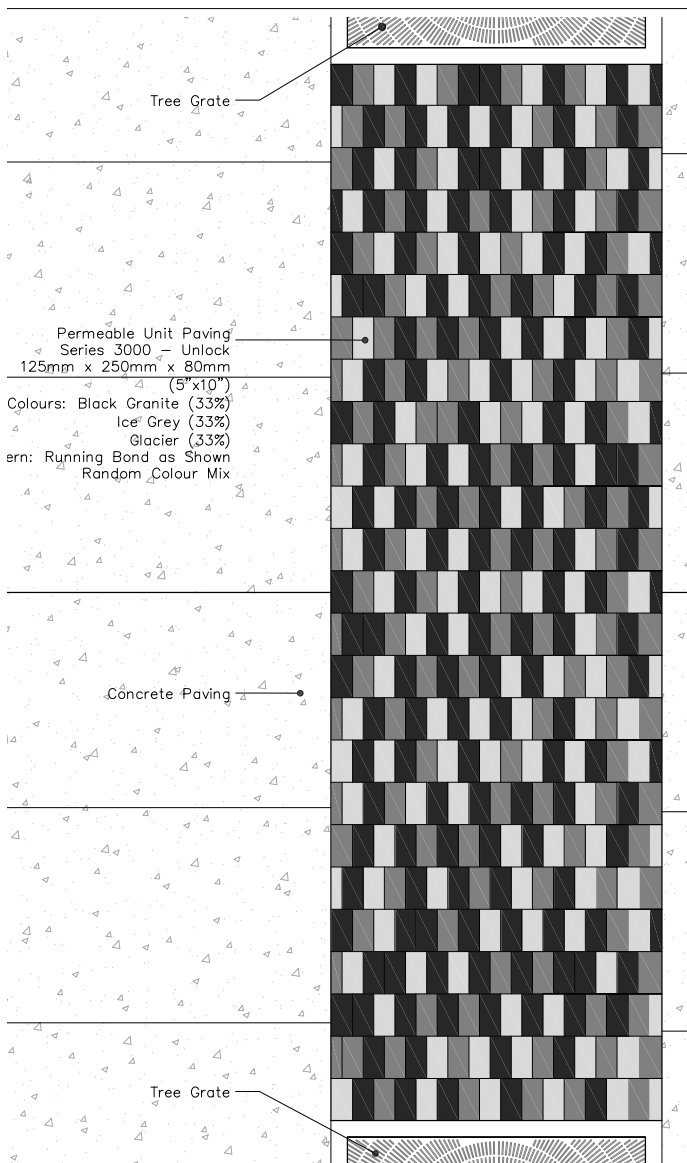 Tree Grate
Permeable Unit Paving
Series 3000 – Unlock
125mm x 250mm x 80mm
(5"x10")
Colours: Black Granite (33%)
Ice Grey (33%)
Glacier (33%)
ern: Running Bond as Shown
Random Colour Mix
Concrete Paving
Tree Grate